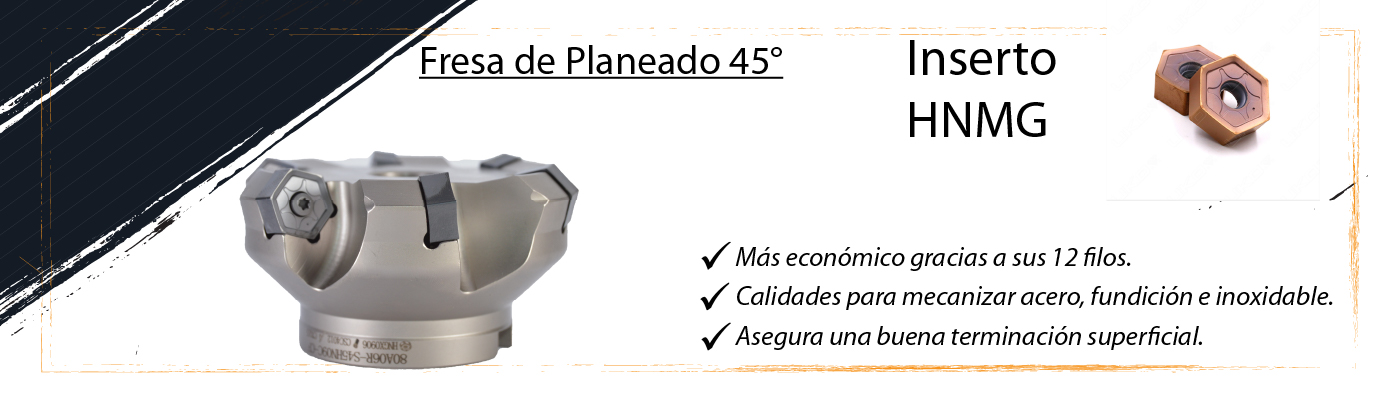 Fresa de Planeado 45°
Inserto
HNMG
Más económico gracias a sus 12 filos.
Calidades para mecanizar acero, fundición e inoxidable.
Asegura una buena terminación superficial.